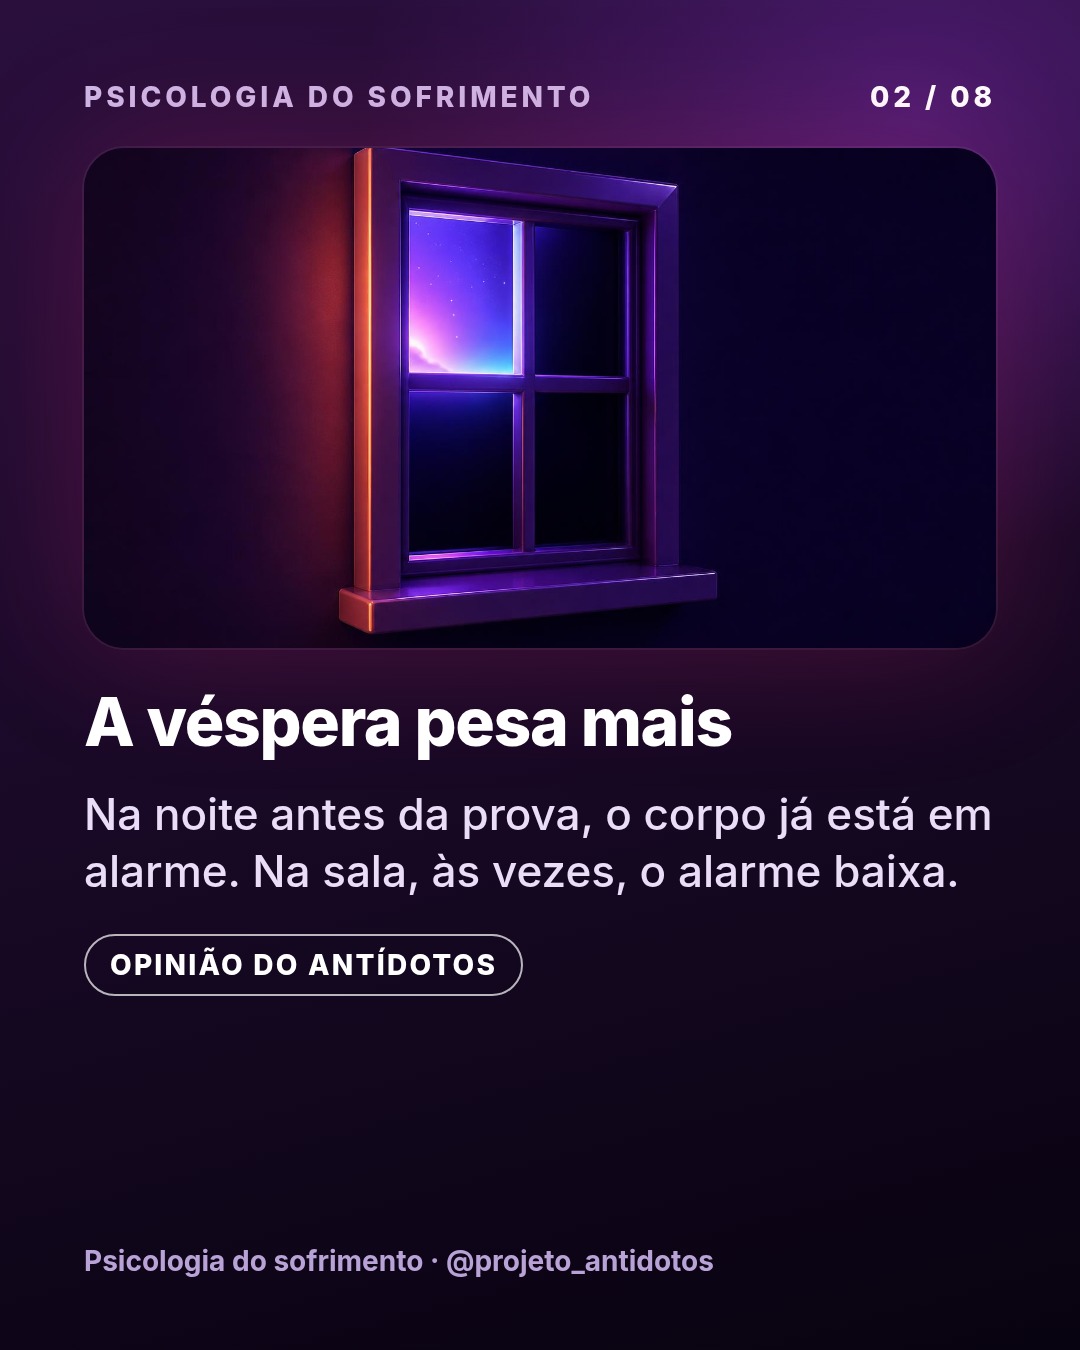 PSICOLOGIA DO SOFRIMENTO
02 / 08
A véspera pesa mais
Na noite antes da prova, o corpo já está em
alarme. Na sala, às vezes, o alarme baixa.
OPINIÃO DO ANTÍDOTOS
Psicologia do sofrimento · @projeto_antidotos